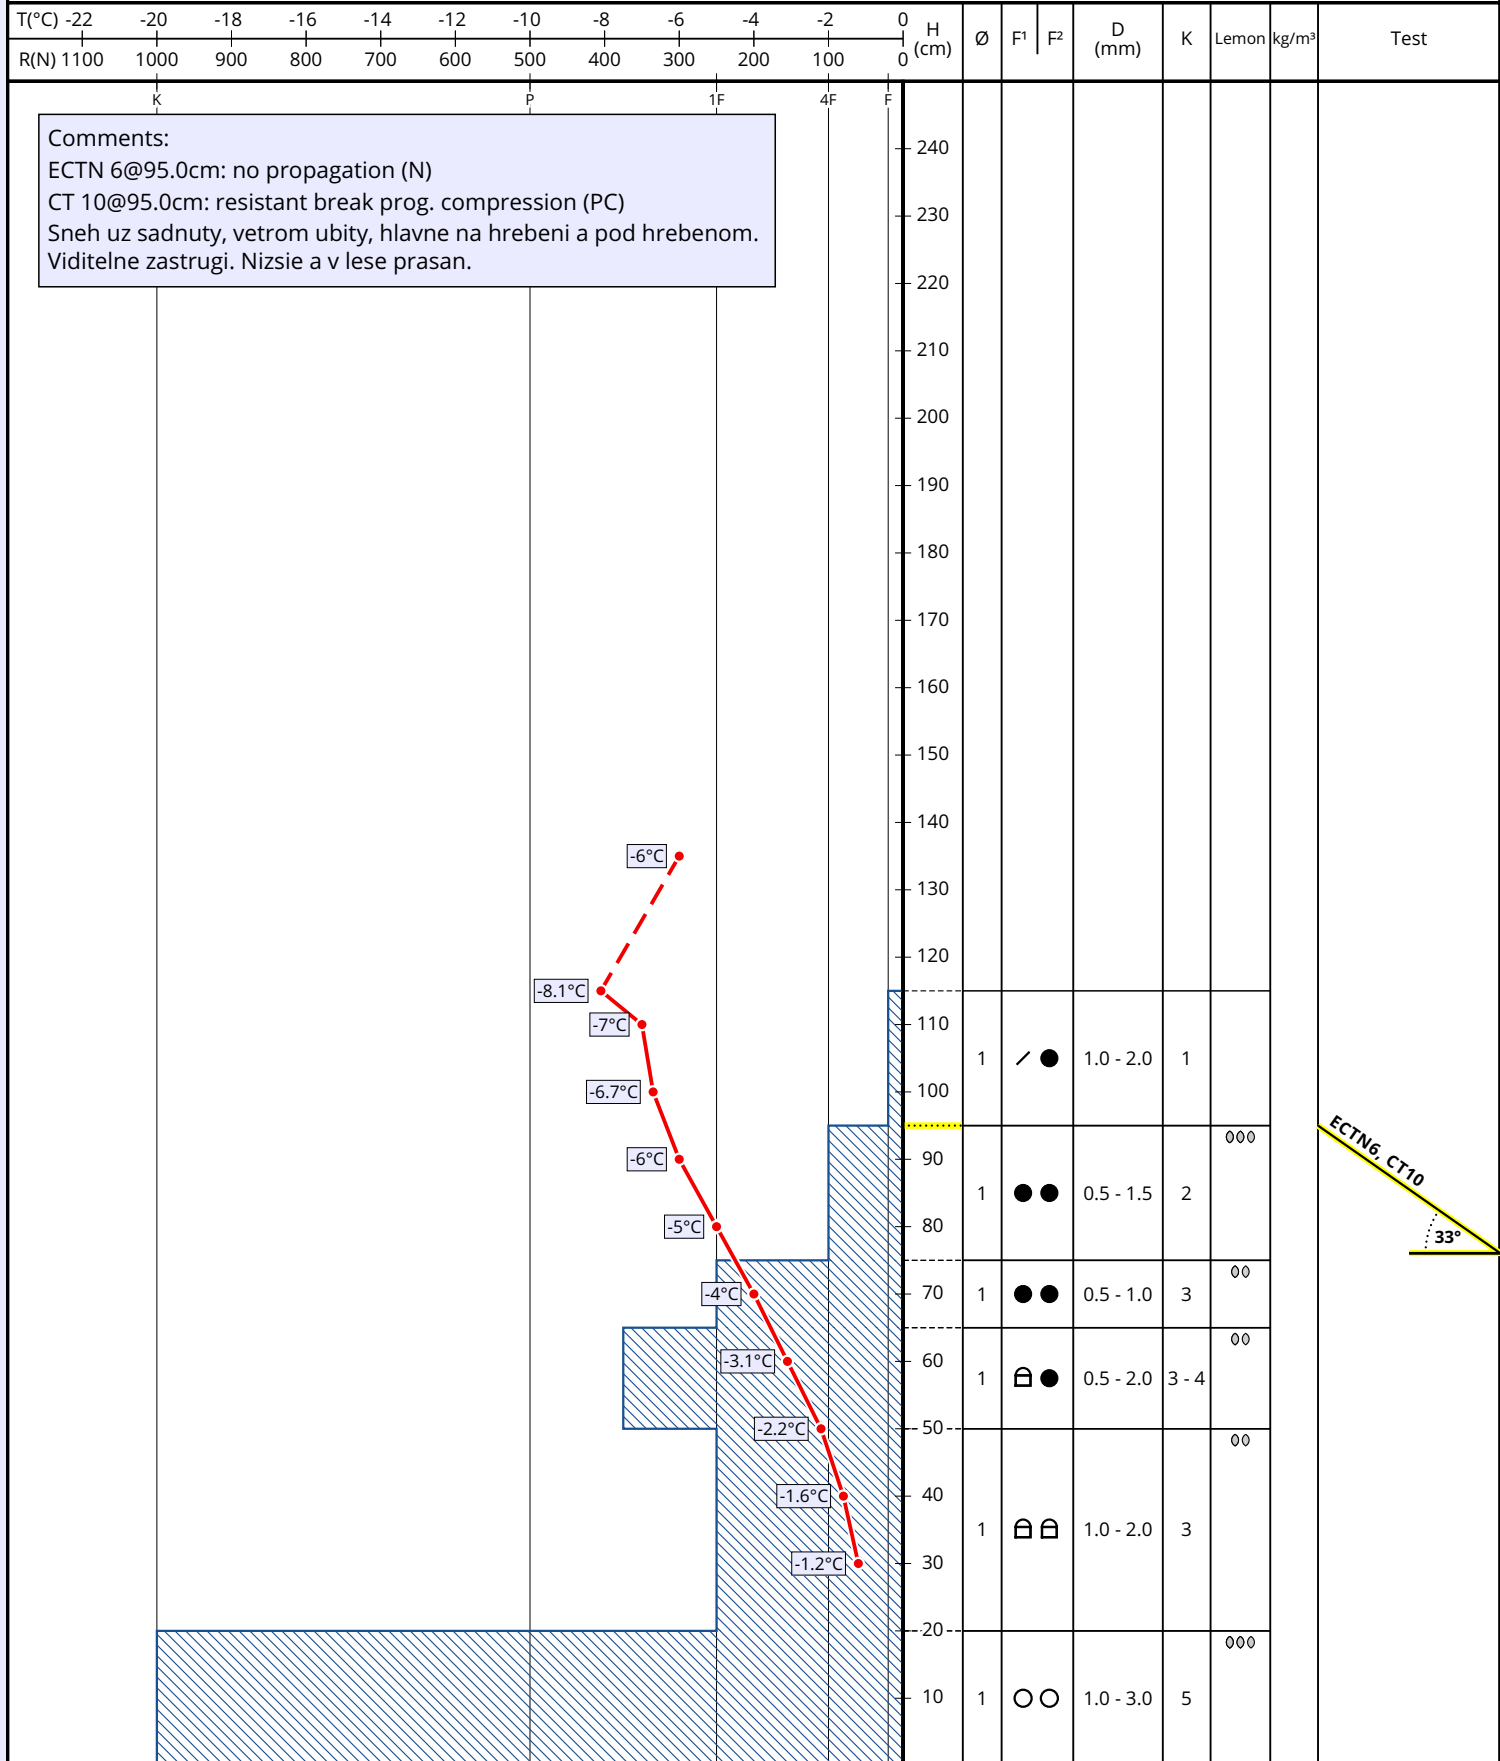 T(°C) -22 -20 -18 -16 -14 -12 -10 -8 -6 -4 -2 0
R(N) 1100 1000 900 800 700 600 500 400 300 200 100 0
H (cm) Ø F¹ F² D (mm) K Lemon kg/m³ Test
K P 1F 4F F
Comments:
ECTN 6@95.0cm: no propagation (N)
CT 10@95.0cm: resistant break prog. compression (PC)
Sneh uz sadnuty, vetrom ubity, hlavne na hrebeni a pod hrebenom.
Viditelne zastrugi. Nizsie a v lese prasan.
240
230
220
210
200
190
180
170
160
150
140
-6°C
130
120
-8.1°C
-7°C 110
1 1.0 - 2.0 1
-6.7°C 100
ECTN6, CT10
-6°C 90
1 0.5 - 1.5 2
-5°C 80
33°
-4°C 70 1 0.5 - 1.0 3
-3.1°C 60
1 0.5 - 2.0 3 - 4
-2.2°C 50
-1.6°C 40
1 1.0 - 2.0 3
-1.2°C 30
20
10 1 1.0 - 3.0 5